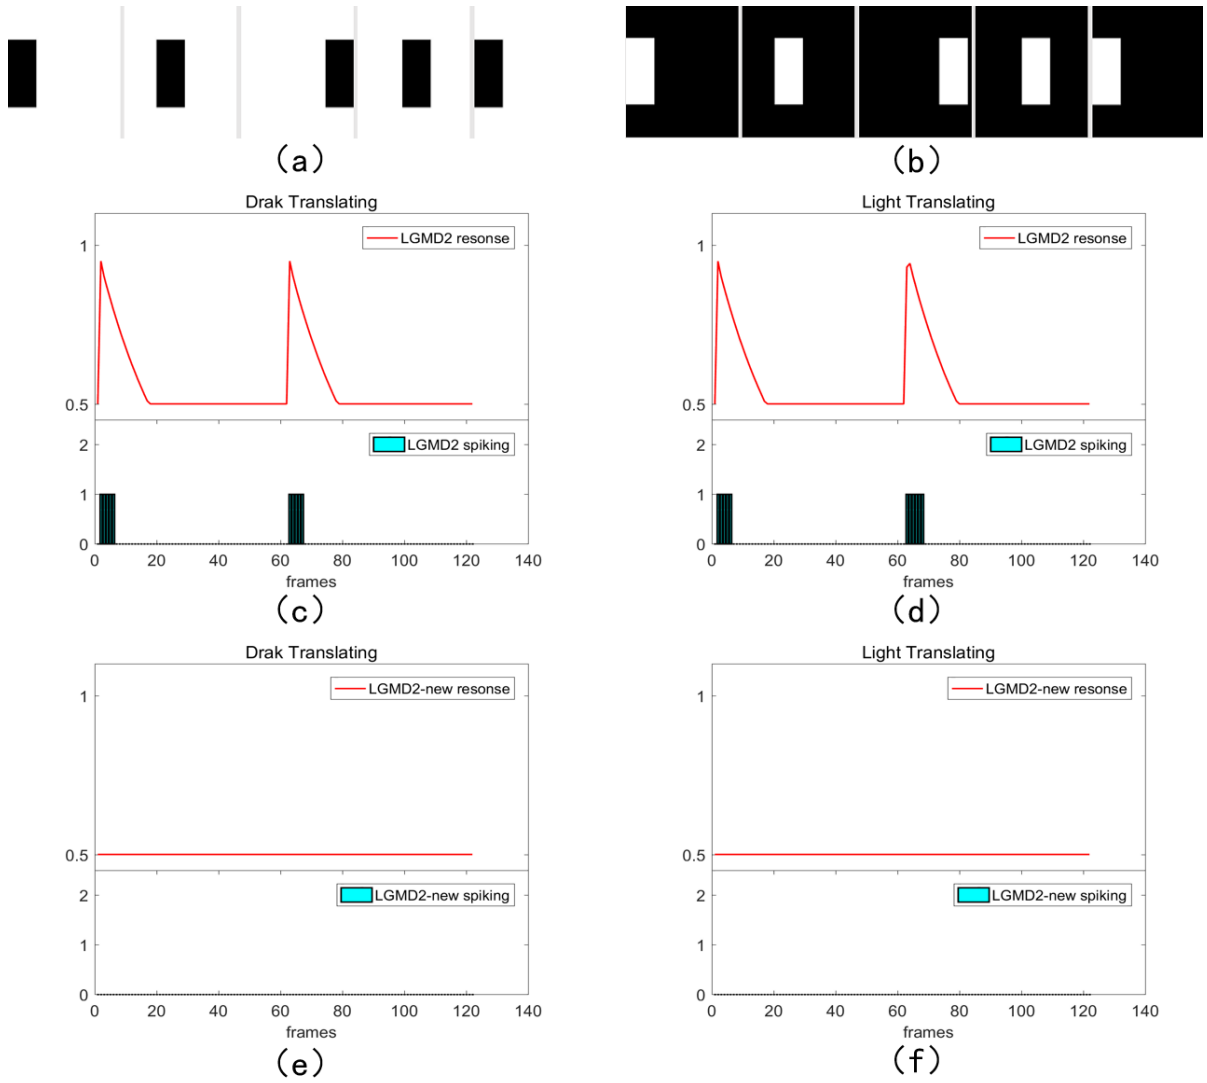 (a)
(b)
Drak Translating
LGMD2 resonse
1
0.5
LGMD2 spiking
2
1
0
0 20 40 60 80 100 120 140
frames
(c)
Light Translating
LGMD2 resonse
1
0.5
LGMD2 spiking
2
1
0
0 20 40 60 80 100 120 140
frames
(d)
Drak Translating
LGMD2-new resonse
1
0.5
LGMD2-new spiking
2
1
0
0 20 40 60 80 100 120 140
frames
(e)
Light Translating
LGMD2-new resonse
1
0.5
LGMD2-new spiking
2
1
0
0 20 40 60 80 100 120 140
frames
(f)